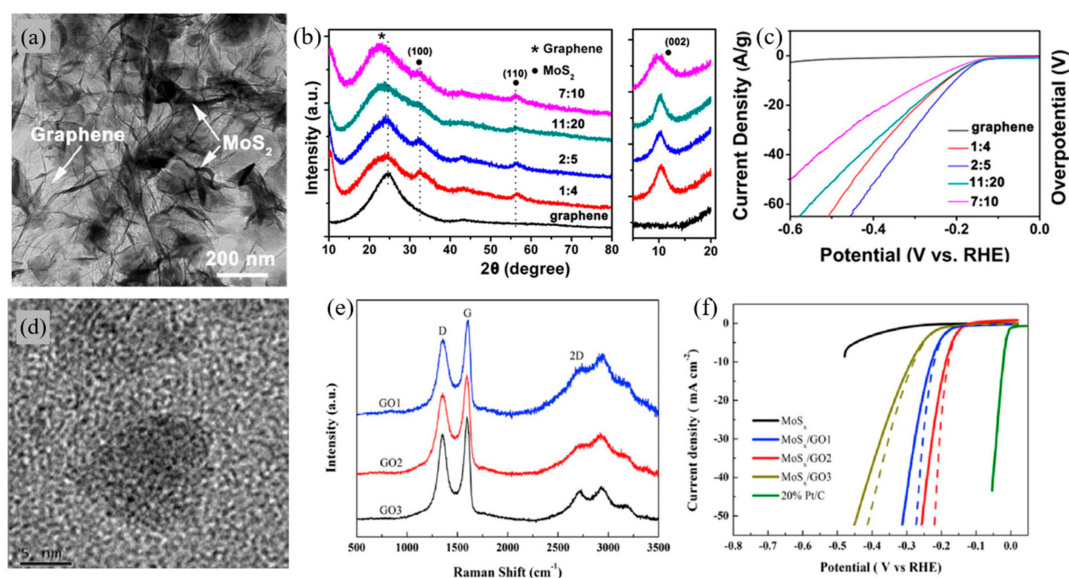 (a)
Graphene
MoS₂
200 nm
(b)
* Graphene
● MoS₂
(100)
(110)
7:10
11:20
2:5
1:4
graphene
Intensity (a.u.)
10 20 30 40 50 60 70 80
2θ (degree)
(002)
5 10 15 20
(c)
Current Density (A/g)
0
-20
-40
-60
graphene
1:4
2:5
11:20
7:10
-0.6 -0.4 -0.2 0.0
Potential (V vs. RHE)
Overpotential (V)
(d)
5 nm
(e)
D
G
2D
GO1
GO2
GO3
Intensity (a.u.)
500 1000 1500 2000 2500 3000 3500
Raman Shift (cm⁻¹)
(f)
Current density ( mA cm⁻²)
0
-10
-20
-30
-40
-50
MoSₓ
MoSₓ/GO1
MoSₓ/GO2
MoSₓ/GO3
20% Pt/C
-0.8 -0.7 -0.6 -0.5 -0.4 -0.3 -0.2 -0.1 0.0
Potential ( V vs RHE)